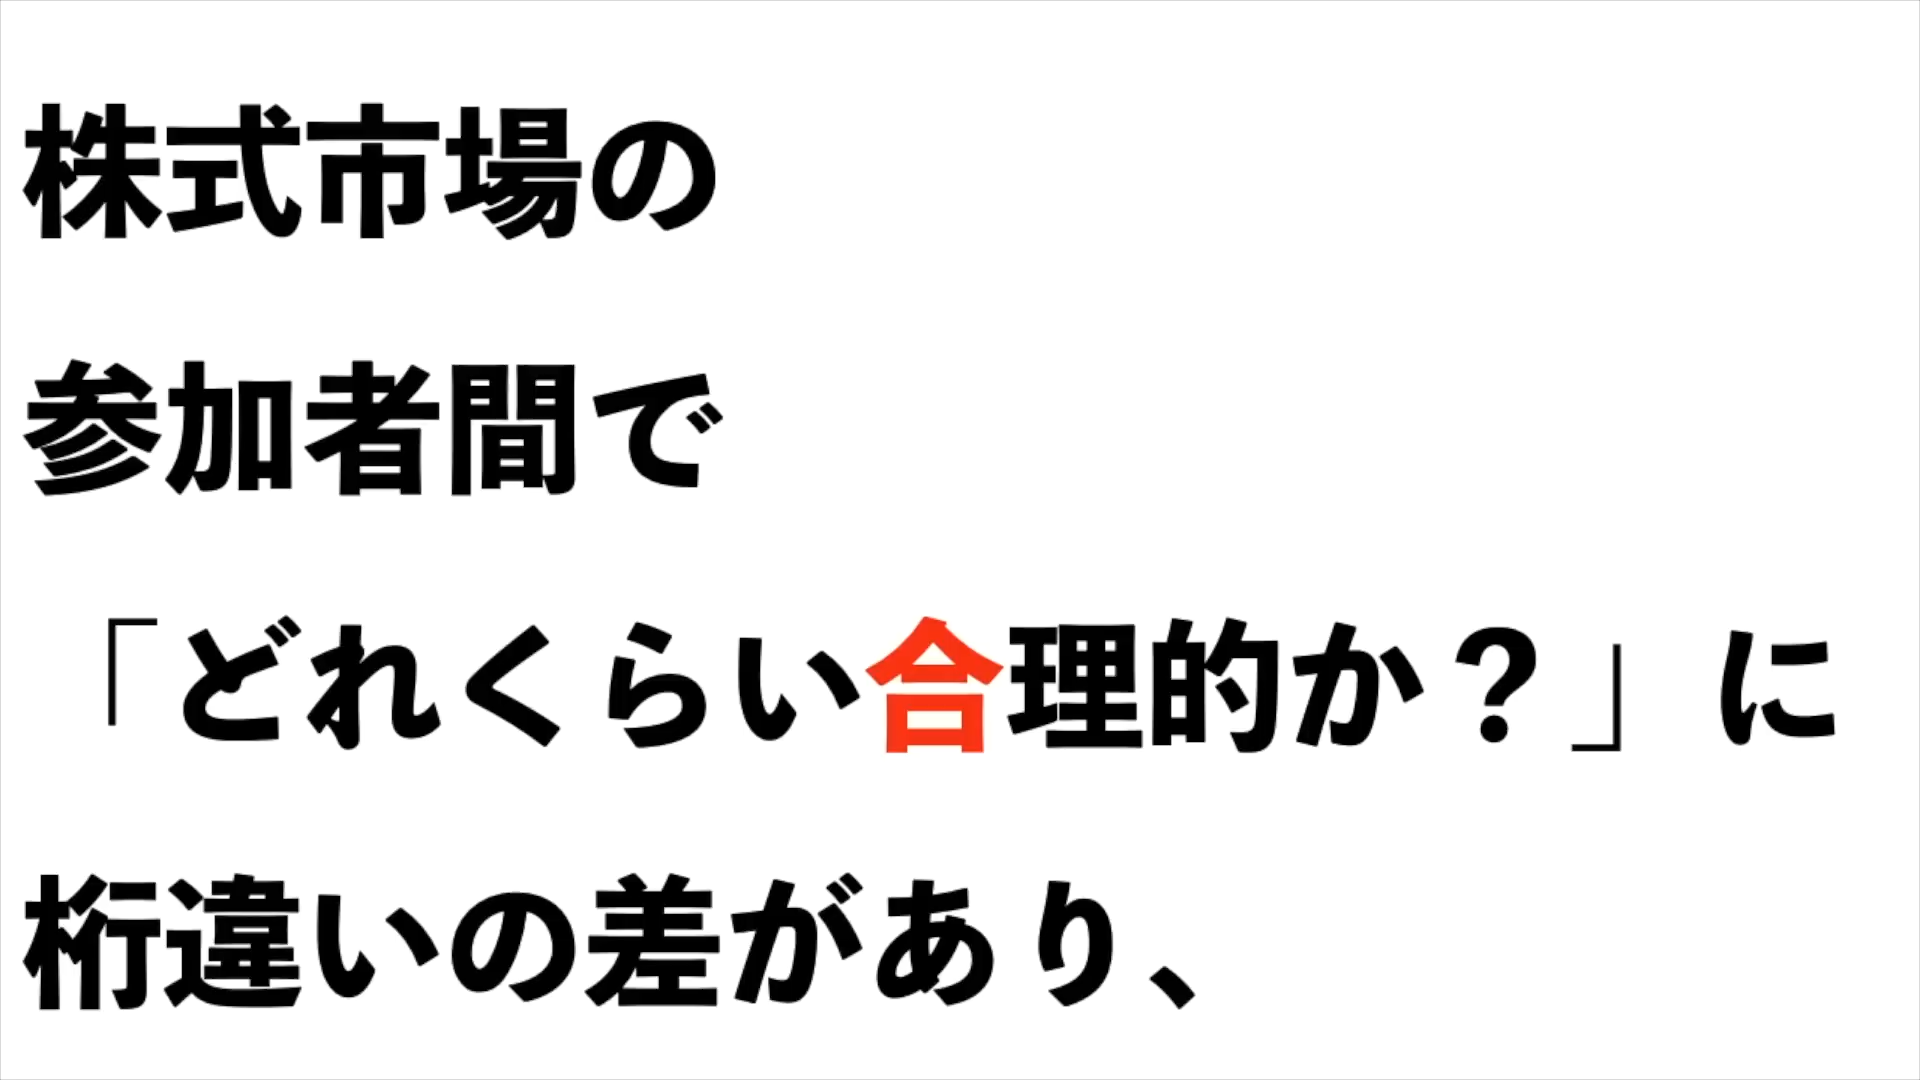 株式市場の
参加者間で
「どれくらい合理的か？」に
桁違いの差があり、